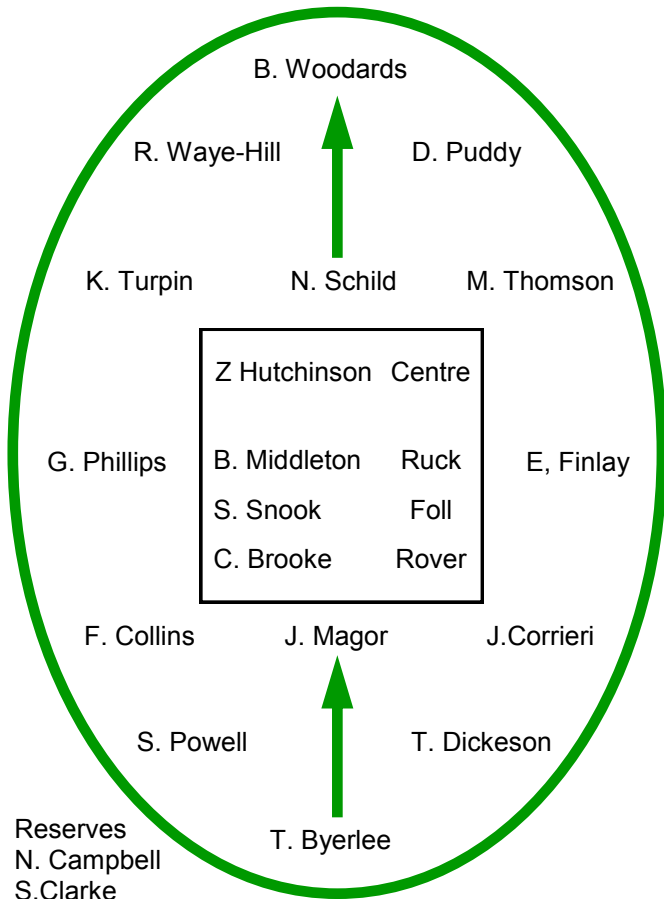 B. Woodards
R. Waye-Hill D. Puddy
K. Turpin N. Schild M. Thomson
Z Hutchinson Centre
G. Phillips B. Middleton Ruck E, Finlay
S. Snook Foll
C. Brooke Rover
F. Collins J. Magor J.Corrieri
S. Powell T. Dickeson
Reserves
T. Byerlee
N. Campbell
S.Clarke